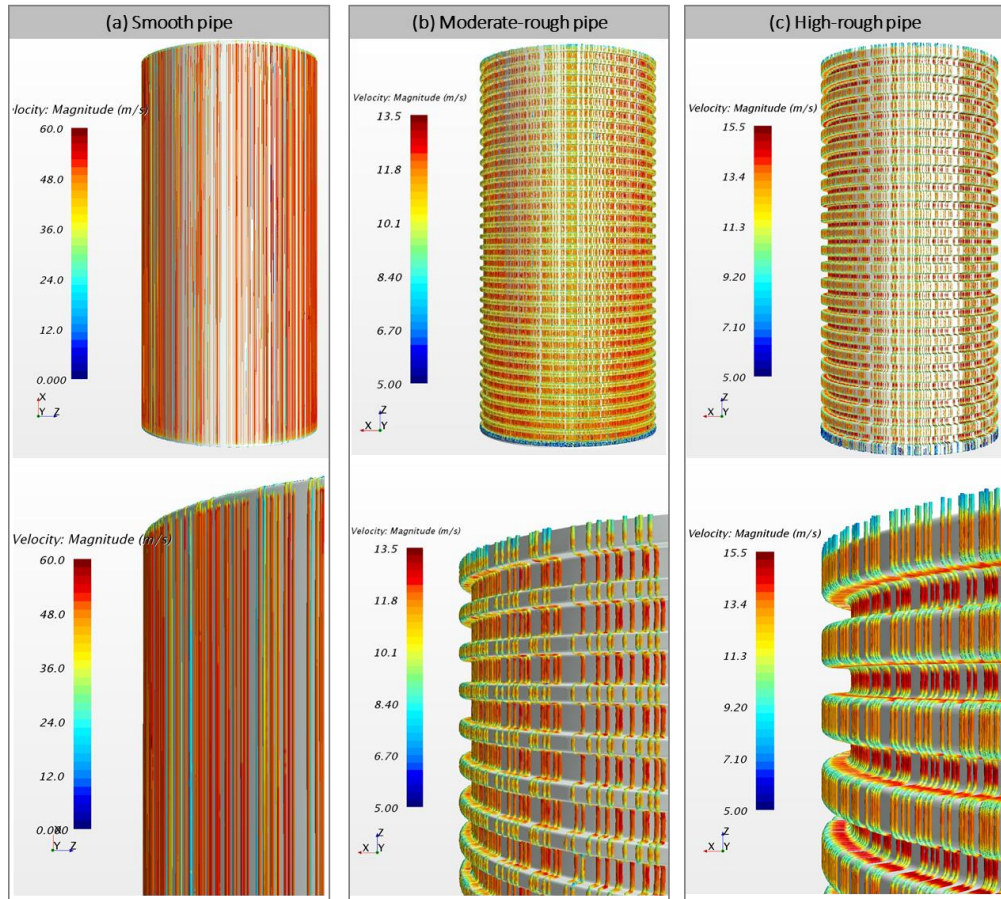 (a) Smooth pipe
locity: Magnitude (m/s)
60.0
48.0
36.0
24.0
12.0
0.000
X
Y Z
Velocity: Magnitude (m/s)
60.0
48.0
36.0
24.0
12.0
0.000
X
Y Z
(b) Moderate-rough pipe
Velocity: Magnitude (m/s)
13.5
11.8
10.1
8.40
6.70
5.00
Z
X Y
Velocity: Magnitude (m/s)
13.5
11.8
10.1
8.40
6.70
5.00
Z
X Y
(c) High-rough pipe
Velocity: Magnitude (m/s)
15.5
13.4
11.3
9.20
7.10
5.00
Z
X Y
Velocity: Magnitude (m/s)
15.5
13.4
11.3
9.20
7.10
5.00
Z
X Y